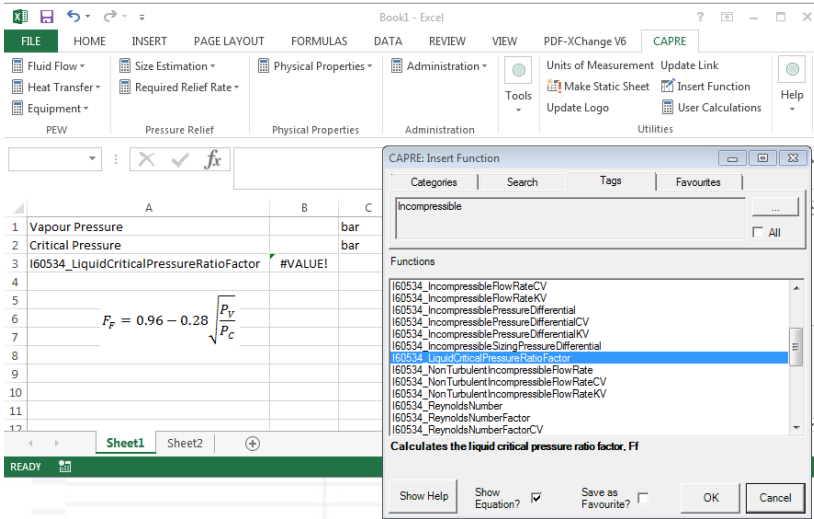 Book1 - Excel
?
FILE HOME INSERT PAGE LAYOUT FORMULAS DATA REVIEW VIEW PDF-XChange V6 CAPRE
Fluid Flow
Heat Transfer
Equipment
PEW
Size Estimation
Required Relief Rate
Pressure Relief
Physical Properties
Physical Properties
Administration
Administration
Tools
Units of Measurement Update Link
Make Static Sheet Insert Function
Update Logo User Calculations
Utilities
Help
fx
A B C
1 Vapour Pressure bar
2 Critical Pressure bar
3 I60534_LiquidCriticalPressureRatioFactor #VALUE!
4
5
6
7
8
9
10
11
12
F_F = 0.96 − 0.28 √(P_V / P_C)
Sheet1 Sheet2
READY
CAPRE: Insert Function
Categories Search Tags Favourites
Incompressible
...
All
Functions
I60534_IncompressibleFlowRateCV
I60534_IncompressibleFlowRateKV
I60534_IncompressiblePressureDifferential
I60534_IncompressiblePressureDifferentialCV
I60534_IncompressiblePressureDifferentialKV
I60534_IncompressibleSizingPressureDifferential
I60534_LiquidCriticalPressureRatioFactor
I60534_NonTurbulentIncompressibleFlowRate
I60534_NonTurbulentIncompressibleFlowRateCV
I60534_NonTurbulentIncompressibleFlowRateKV
I60534_ReynoldsNumber
I60534_ReynoldsNumberFactor
I60534_ReynoldsNumberFactorCV
Calculates the liquid critical pressure ratio factor, Ff
Show Help
Show Equation?
Save as Favourite?
OK
Cancel